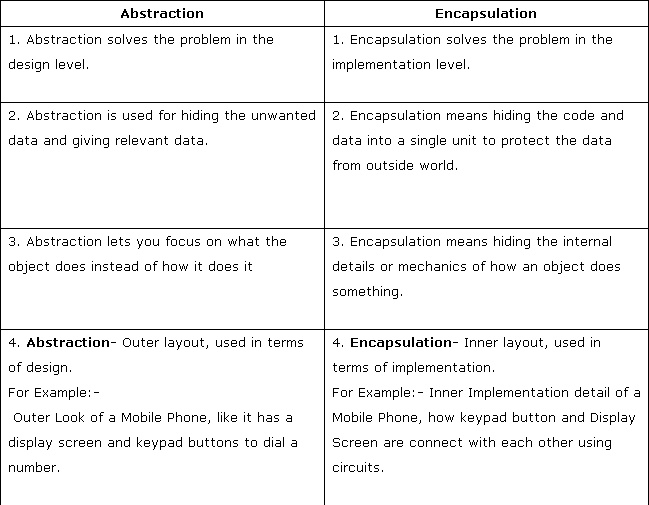 Abstraction
Encapsulation
1. Abstraction solves the problem in the
design level.
1. Encapsulation solves the problem in the
implementation level.
2. Abstraction is used for hiding the unwanted
data and giving relevant data.
2. Encapsulation means hiding the code and
data into a single unit to protect the data
from outside world.
3. Abstraction lets you focus on what the
object does instead of how it does it
3. Encapsulation means hiding the internal
details or mechanics of how an object does
something.
4. Abstraction- Outer layout, used in terms
of design.
For Example:-
Outer Look of a Mobile Phone, like it has a
display screen and keypad buttons to dial a
number.
4. Encapsulation- Inner layout, used in
terms of implementation.
For Example:- Inner Implementation detail of a
Mobile Phone, how keypad button and Display
Screen are connect with each other using
circuits.